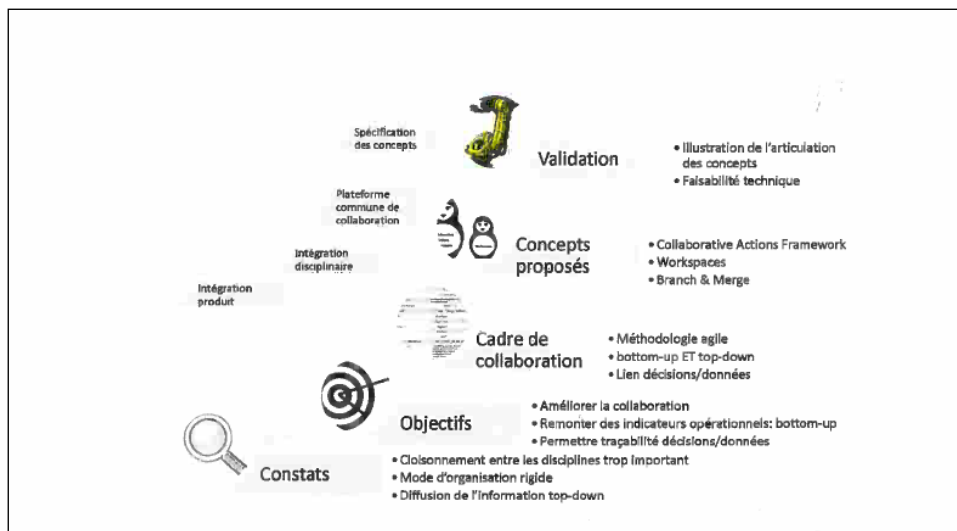 Spécification
des concepts
Validation
• Illustration de l'articulation
des concepts
• Faisabilité technique
Plateforme
commune de
collaboration
Concepts
proposés
• Collaborative Actions Framework
• Workspaces
• Branch & Merge
Intégration
disciplinaire
Intégration
produit
Cadre de
collaboration
• Méthodologie agile
• bottom-up ET top-down
• Lien décisions/données
Objectifs
• Améliorer la collaboration
• Remonter des indicateurs opérationnels: bottom-up
• Permettre traçabilité décisions/données
Constats
• Cloisonnement entre les disciplines trop important
• Mode d'organisation rigide
• Diffusion de l'information top-down